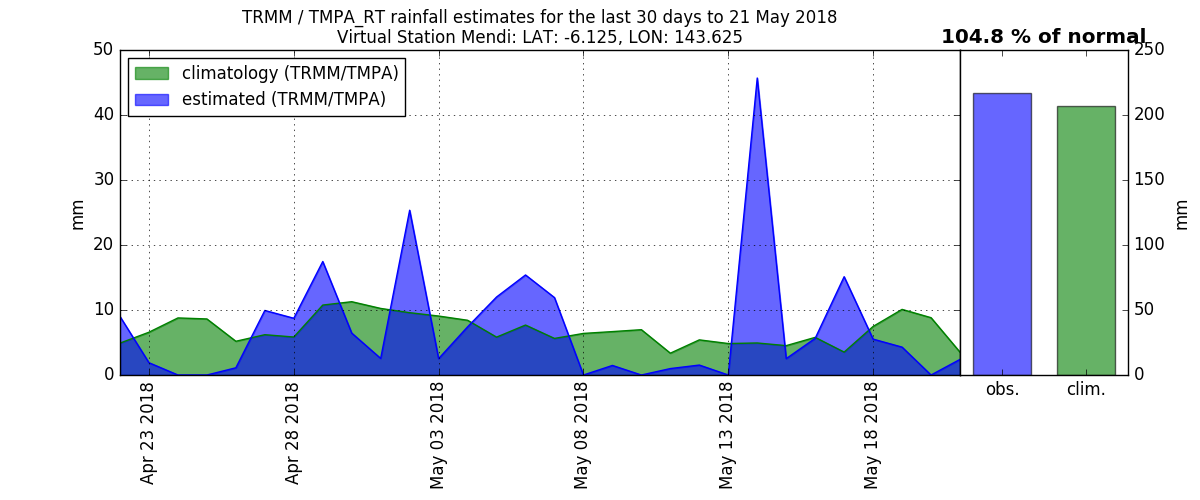 TRMM / TMPA_RT rainfall estimates for the last 30 days to 21 May 2018
Virtual Station Mendi: LAT: -6.125, LON: 143.625
104.8 % of normal
climatology (TRMM/TMPA)
estimated (TRMM/TMPA)
50
40
30
20
10
0
mm
250
200
150
100
50
0
mm
Apr 23 2018
Apr 28 2018
May 03 2018
May 08 2018
May 13 2018
May 18 2018
obs.
clim.